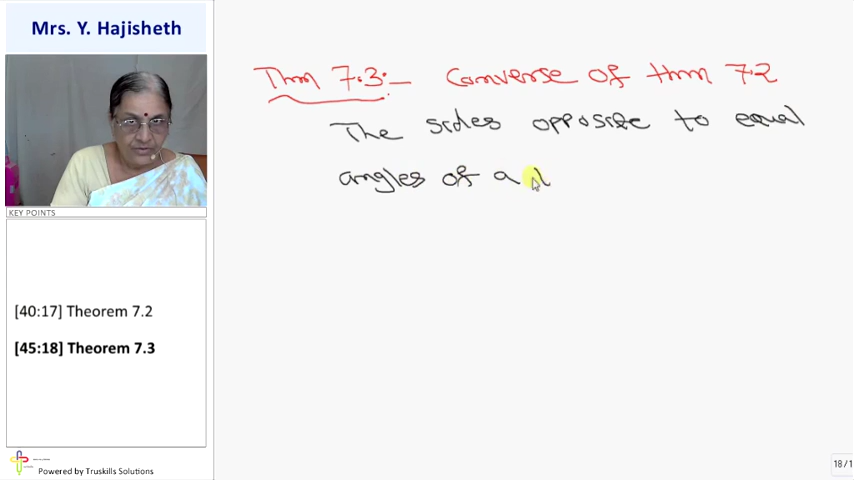 Mrs. Y. Hajisheth
KEY POINTS
[40:17] Theorem 7.2
[45:18] Theorem 7.3
Powered by Truskills Solutions
Thm 7.3:- Converse of thm 7.2
The sides opposite to equal
angles of a
18/1